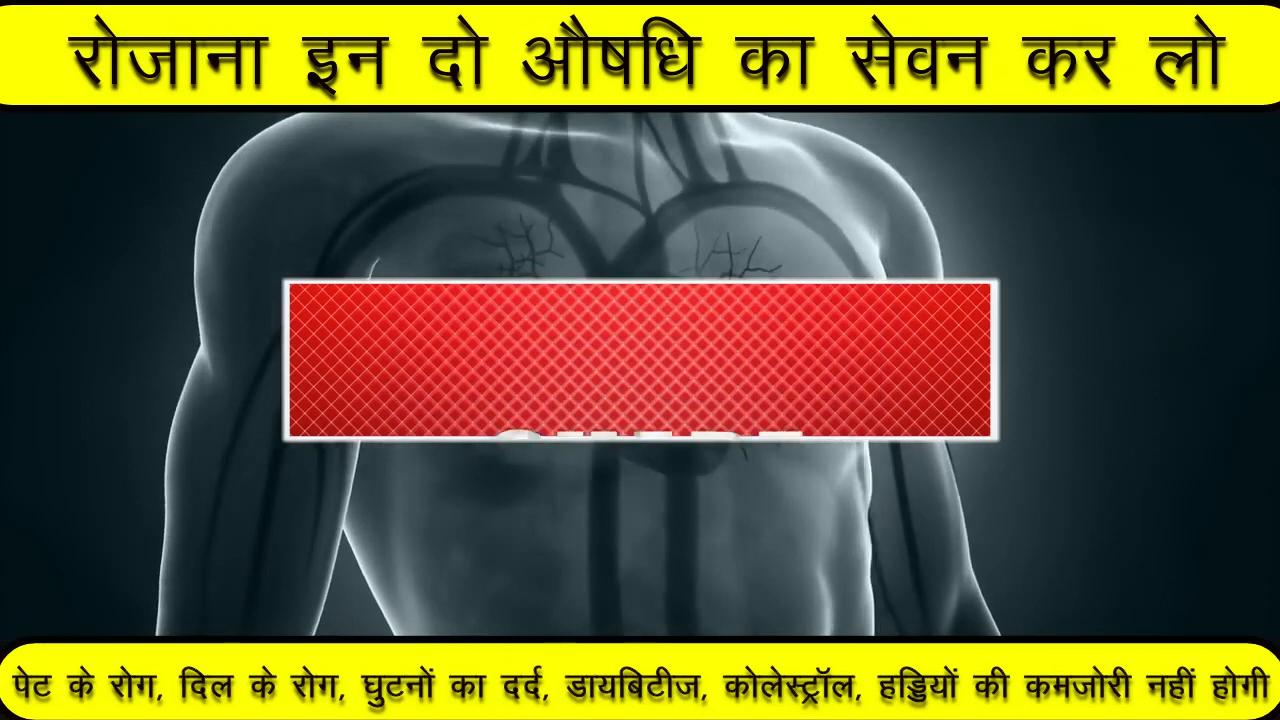 रोजाना इन दो औषधि का सेवन कर लो
पेट के रोग, दिल के रोग, घुटनों का दर्द, डायबिटीज, कोलेस्ट्रॉल, हड्डियों की कमजोरी नहीं होगी